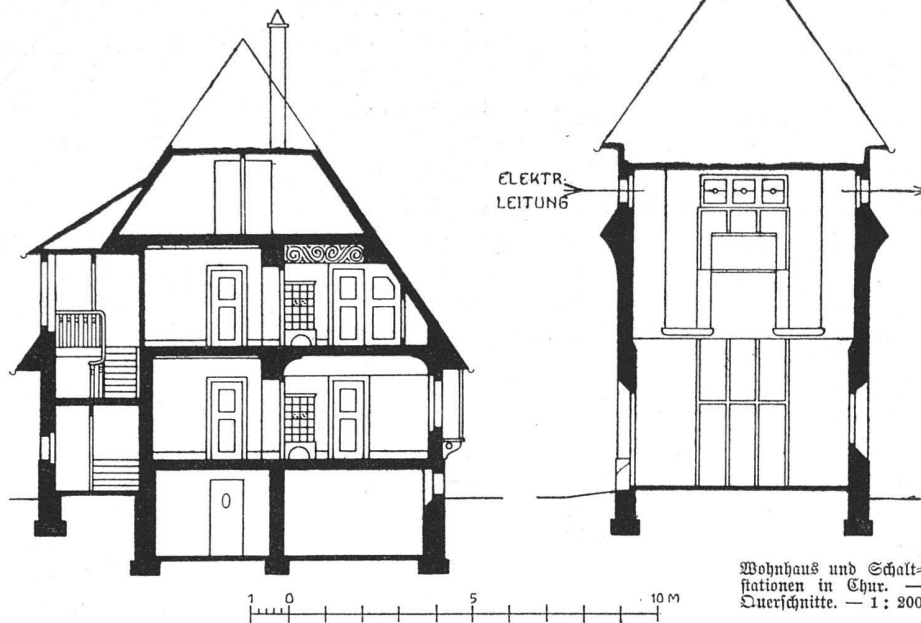 ELEKTR.
LEITUNG
1 0 5 10 M
Wohnhaus und Schalt=
stationen in Chur. —
Querschnitte. — 1 : 200